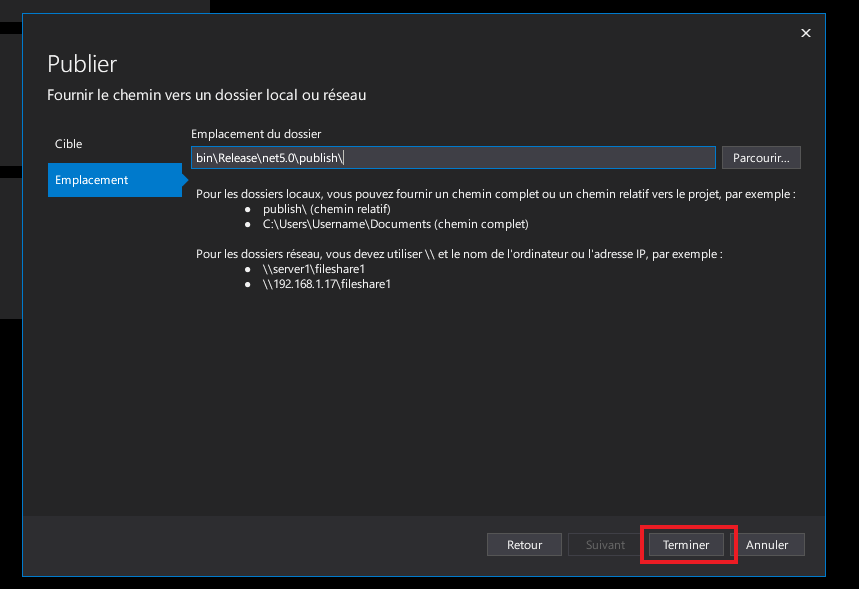 Publier
Fournir le chemin vers un dossier local ou réseau
Cible
Emplacement
Emplacement du dossier
bin\Release\net5.0\publish\
Parcourir...
Pour les dossiers locaux, vous pouvez fournir un chemin complet ou un chemin relatif vers le projet, par exemple :
● publish\ (chemin relatif)
● C:\Users\Username\Documents (chemin complet)
Pour les dossiers réseau, vous devez utiliser \\ et le nom de l'ordinateur ou l'adresse IP, par exemple :
● \\server1\fileshare1
● \\192.168.1.17\fileshare1
Retour
Suivant
Terminer
Annuler